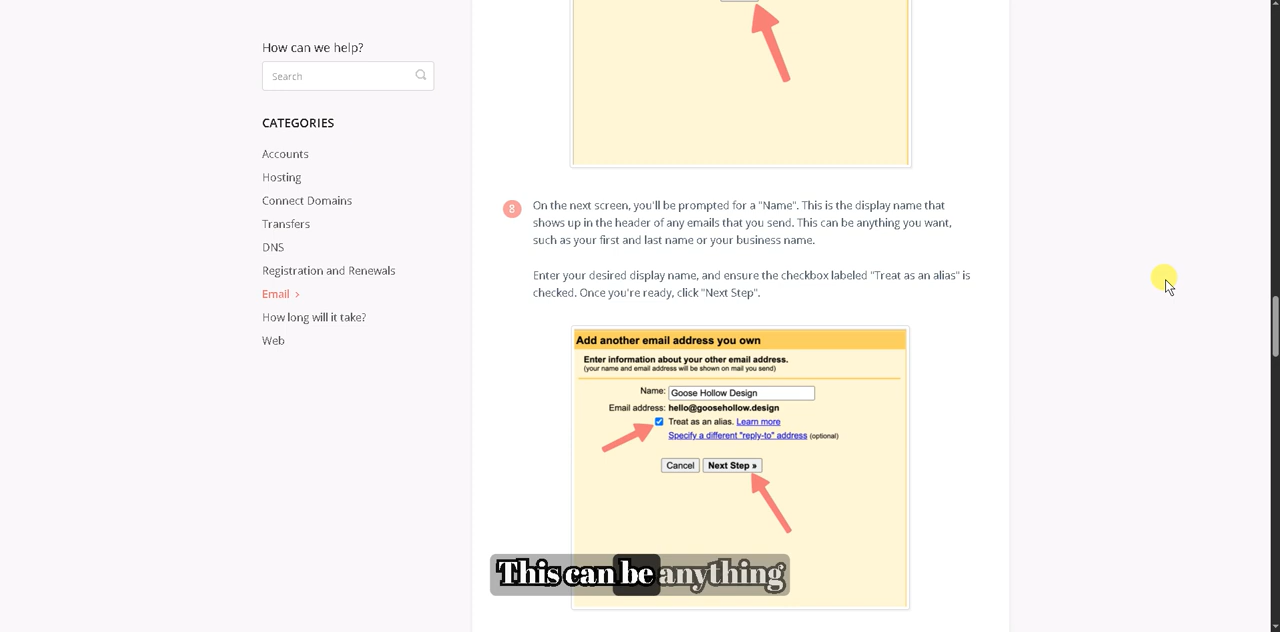 How can we help?
Search
CATEGORIES
Accounts
Hosting
Connect Domains
Transfers
DNS
Registration and Renewals
Email >
How long will it take?
Web
8
On the next screen, you'll be prompted for a "Name". This is the display name that
shows up in the header of any emails that you send. This can be anything you want,
such as your first and last name or your business name.
Enter your desired display name, and ensure the checkbox labeled "Treat as an alias" is
checked. Once you're ready, click "Next Step".
Add another email address you own
Enter information about your other email address.
(your name and email address will be shown on mail you send)
Name: Goose Hollow Design
Email address: hello@goosehollow.design
Treat as an alias. Learn more
Specify a different "reply-to" address (optional)
Cancel Next Step »
This can be anything